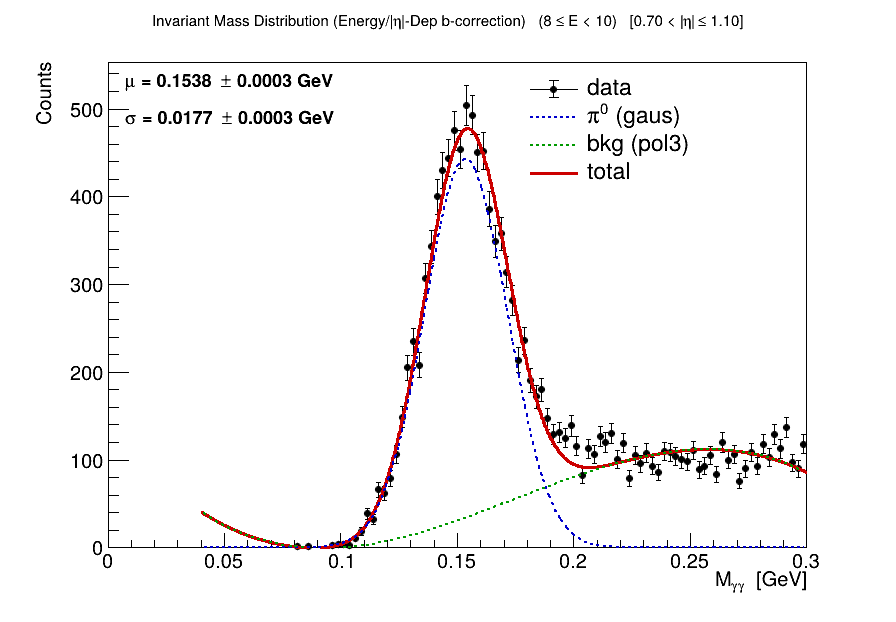 Invariant Mass Distribution (Energy/|η|-Dep b-correction) (8 ≤ E < 10) [0.70 < |η| ≤ 1.10]
μ = 0.1538 ± 0.0003 GeV
σ = 0.0177 ± 0.0003 GeV
data
π⁰ (gaus)
bkg (pol3)
total
Counts
500
400
300
200
100
0
0 0.05 0.1 0.15 0.2 0.25 0.3
Mγγ [GeV]